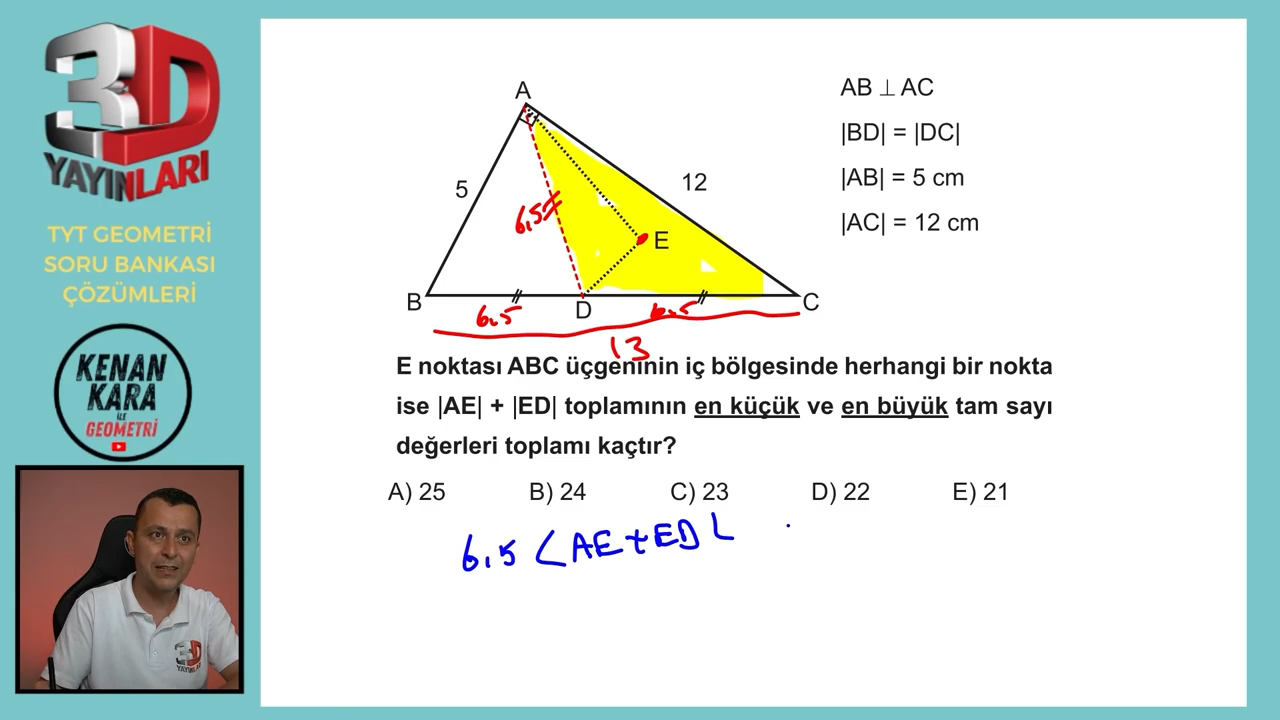 3D
YAYINLARI
TYT GEOMETRİ
SORU BANKASI
ÇÖZÜMLERİ
KENAN
KARA
İLE
GEOMETRİ
3D
YAYINLARI
A
5
12
6,5
E
B
D
C
6.5
6.5
13
AB ⊥ AC
|BD| = |DC|
|AB| = 5 cm
|AC| = 12 cm
E noktası ABC üçgeninin iç bölgesinde herhangi bir nokta
ise |AE| + |ED| toplamının en küçük ve en büyük tam sayı
değerleri toplamı kaçtır?
A) 25 B) 24 C) 23 D) 22 E) 21
6,5 < AE+ED <